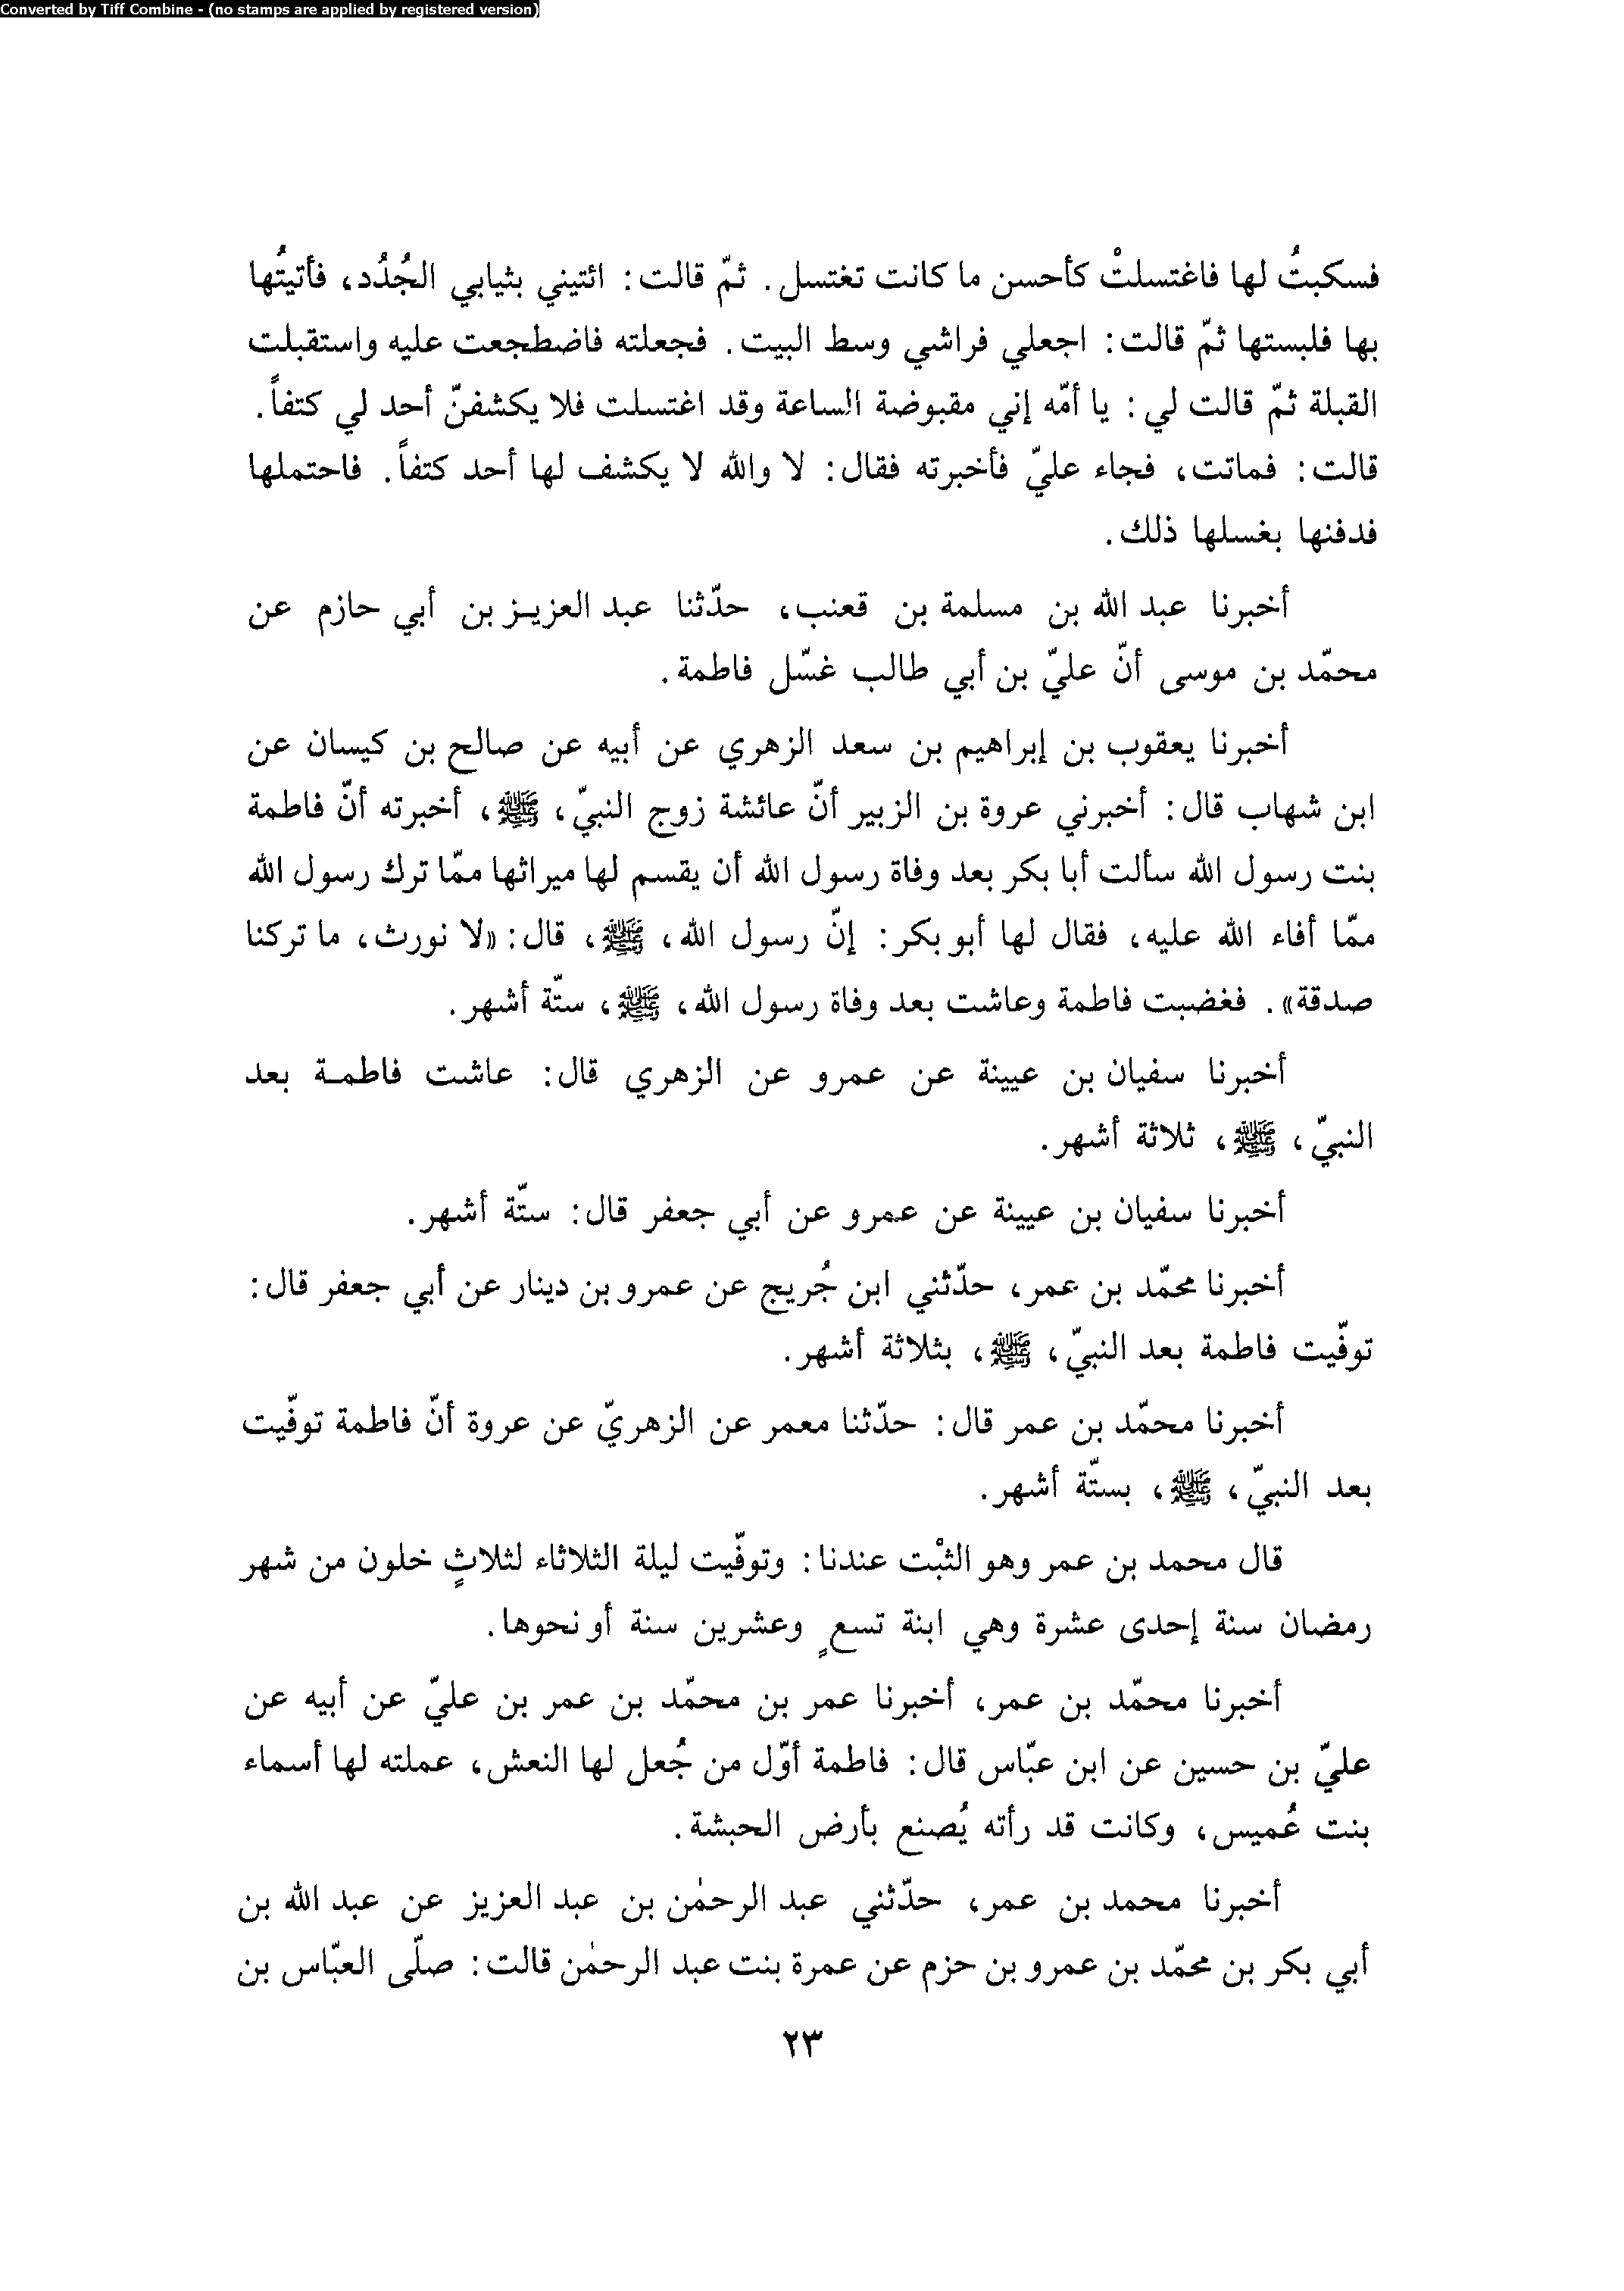 Converted by Tiff Combine - (no stamps are applied by registered version)
فسكبتُ لها فاغتسلتْ كأحسن ما كانت تغتسل. ثمّ قالت: ائتيني بثيابي الجُدُد، فأتيتُها
بها فلبستها ثمّ قالت: اجعلي فراشي وسط البيت. فجعلته فاضطجعت عليه واستقبلت
القبلة ثمّ قالت لي: يا أمّه إني مقبوضة الساعة وقد اغتسلت فلا يكشفنّ أحد لي كتفاً.
قالت: فماتت، فجاء عليّ فأخبرته فقال: لا والله لا يكشف لها أحد كتفاً. فاحتملها
فدفنها بغسلها ذلك.
أخبرنا عبد الله بن مسلمة بن قعنب، حدّثنا عبد العزيز بن أبي حازم عن
محمّد بن موسى أنّ عليّ بن أبي طالب غسّل فاطمة.
أخبرنا يعقوب بن إبراهيم بن سعد الزهري عن أبيه عن صالح بن كيسان عن
ابن شهاب قال: أخبرني عروة بن الزبير أنّ عائشة زوج النبيّ، ﷺ، أخبرته أنّ فاطمة
بنت رسول الله سألت أبا بكر بعد وفاة رسول الله أن يقسم لها ميراثها ممّا ترك رسول الله
ممّا أفاء الله عليه، فقال لها أبو بكر: إنّ رسول الله، ﷺ، قال: «لا نورث، ما تركنا
صدقة». فغضبت فاطمة وعاشت بعد وفاة رسول الله، ﷺ، ستّة أشهر.
أخبرنا سفيان بن عيينة عن عمرو عن الزهري قال: عاشت فاطمة بعد
النبيّ، ﷺ، ثلاثة أشهر.
أخبرنا سفيان بن عيينة عن عمرو عن أبي جعفر قال: ستّة أشهر.
أخبرنا محمّد بن عمر، حدّثني ابن جُريج عن عمرو بن دينار عن أبي جعفر قال:
توفّيت فاطمة بعد النبيّ، ﷺ، بثلاثة أشهر.
أخبرنا محمّد بن عمر قال: حدّثنا معمر عن الزهريّ عن عروة أنّ فاطمة توفّيت
بعد النبيّ، ﷺ، بستّة أشهر.
قال محمد بن عمر وهو الثبْت عندنا: وتوفّيت ليلة الثلاثاء لثلاثٍ خلون من شهر
رمضان سنة إحدى عشرة وهي ابنة تسعٍ وعشرين سنة أو نحوها.
أخبرنا محمّد بن عمر، أخبرنا عمر بن محمّد بن عمر بن عليّ عن أبيه عن
عليّ بن حسين عن ابن عبّاس قال: فاطمة أوّل من جُعل لها النعش، عملته لها أسماء
بنت عُميس، وكانت قد رأته يُصنع بأرض الحبشة.
أخبرنا محمد بن عمر، حدّثني عبد الرحمٰن بن عبد العزيز عن عبد الله بن
أبي بكر بن محمّد بن عمرو بن حزم عن عمرة بنت عبد الرحمٰن قالت: صلّى العبّاس بن
٢٣